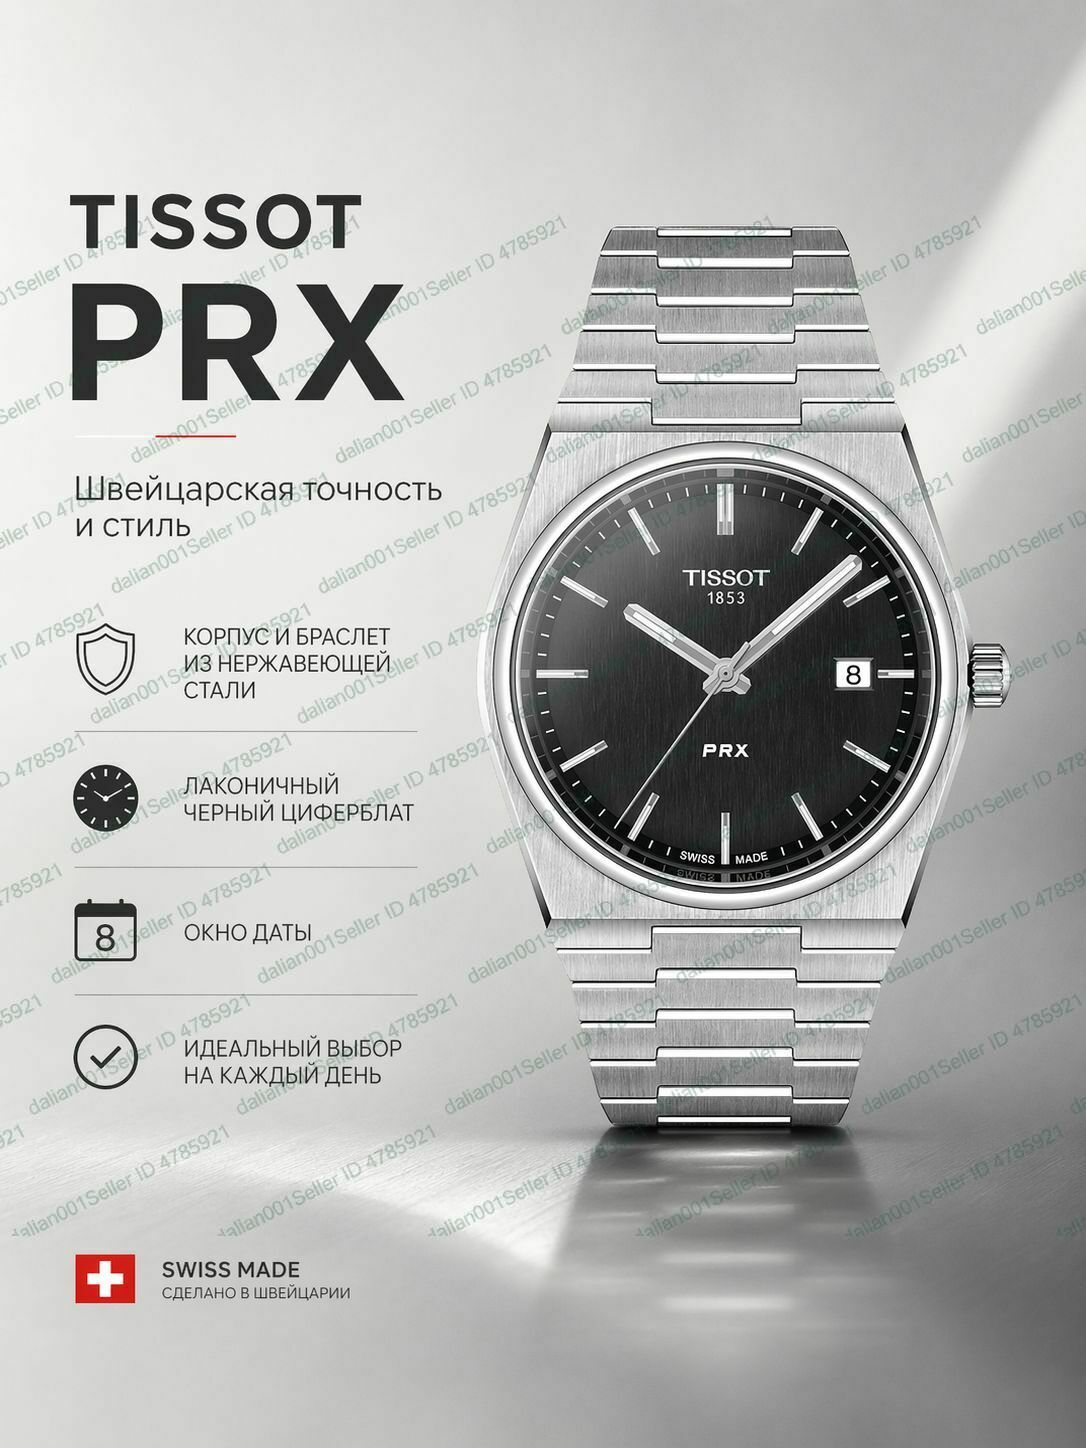 TISSOT
PRX
Швейцарская точность
и стиль
КОРПУС И БРАСЛЕТ
ИЗ НЕРЖАВЕЮЩЕЙ
СТАЛИ
ЛАКОНИЧНЫЙ
ЧЕРНЫЙ ЦИФЕРБЛАТ
8
ОКНО ДАТЫ
ИДЕАЛЬНЫЙ ВЫБОР
НА КАЖДЫЙ ДЕНЬ
SWISS MADE
СДЕЛАНО В ШВЕЙЦАРИИ
TISSOT
1853
8
PRX
SWISS MADE
dalian001Seller ID 4785921